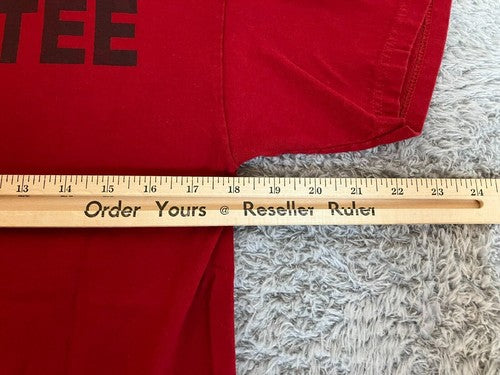 TEE
13 14 15 16 17 18 19 20 21 22 23 24
Order Yours @ Reseller Ruler